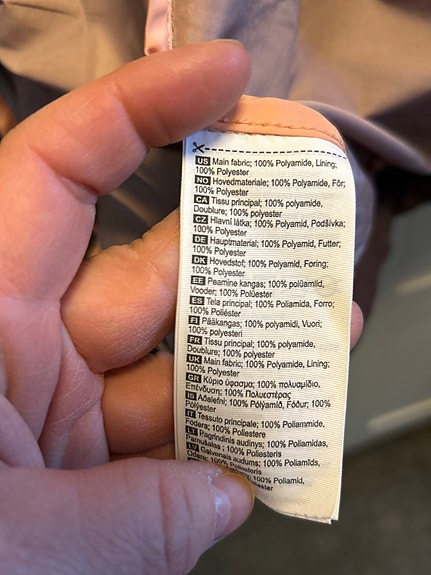 US Main fabric; 100% Polyamide, Lining;
100% Polyester
NO Hovedmateriale; 100% Polyamide, Fôr;
100% Polyester
CA Tissu principal; 100% polyamide,
Doublure; 100% polyester
CZ Hlavní látka; 100% Polyamid, Podšívka;
100% Polyester
DE Hauptmaterial; 100% Polyamid, Futter;
100% Polyester
DK Hovedstof; 100% Polyamid, Foring;
100% Polyester
EE Peamine kangas; 100% polüamiid,
Vooder; 100% Polüester
ES Tela principal; 100% Poliamida, Forro;
100% Poliéster
FI Pääkangas; 100% polyamidi, Vuori;
100% polyesteri
FR Tissu principal; 100% polyamide,
Doublure; 100% polyester
UK Main fabric; 100% Polyamide, Lining;
100% Polyester
GR Κύριο ύφασμα; 100% πολυαμίδιο,
Επένδυση; 100% Πολυεστέρας
IS Aðalefni; 100% Pólýamíð, Fóður; 100%
Pólýester
IT Tessuto principale; 100% Poliammide,
Fodera; 100% Poliestere
LT Pagrindinis audinys; 100% Poliamidas,
Pamušalas; 100% Poliesteris
LV Galvenais audums; 100% Poliamīds,
Odere; 100% Poliesteris
100% Poliamid,